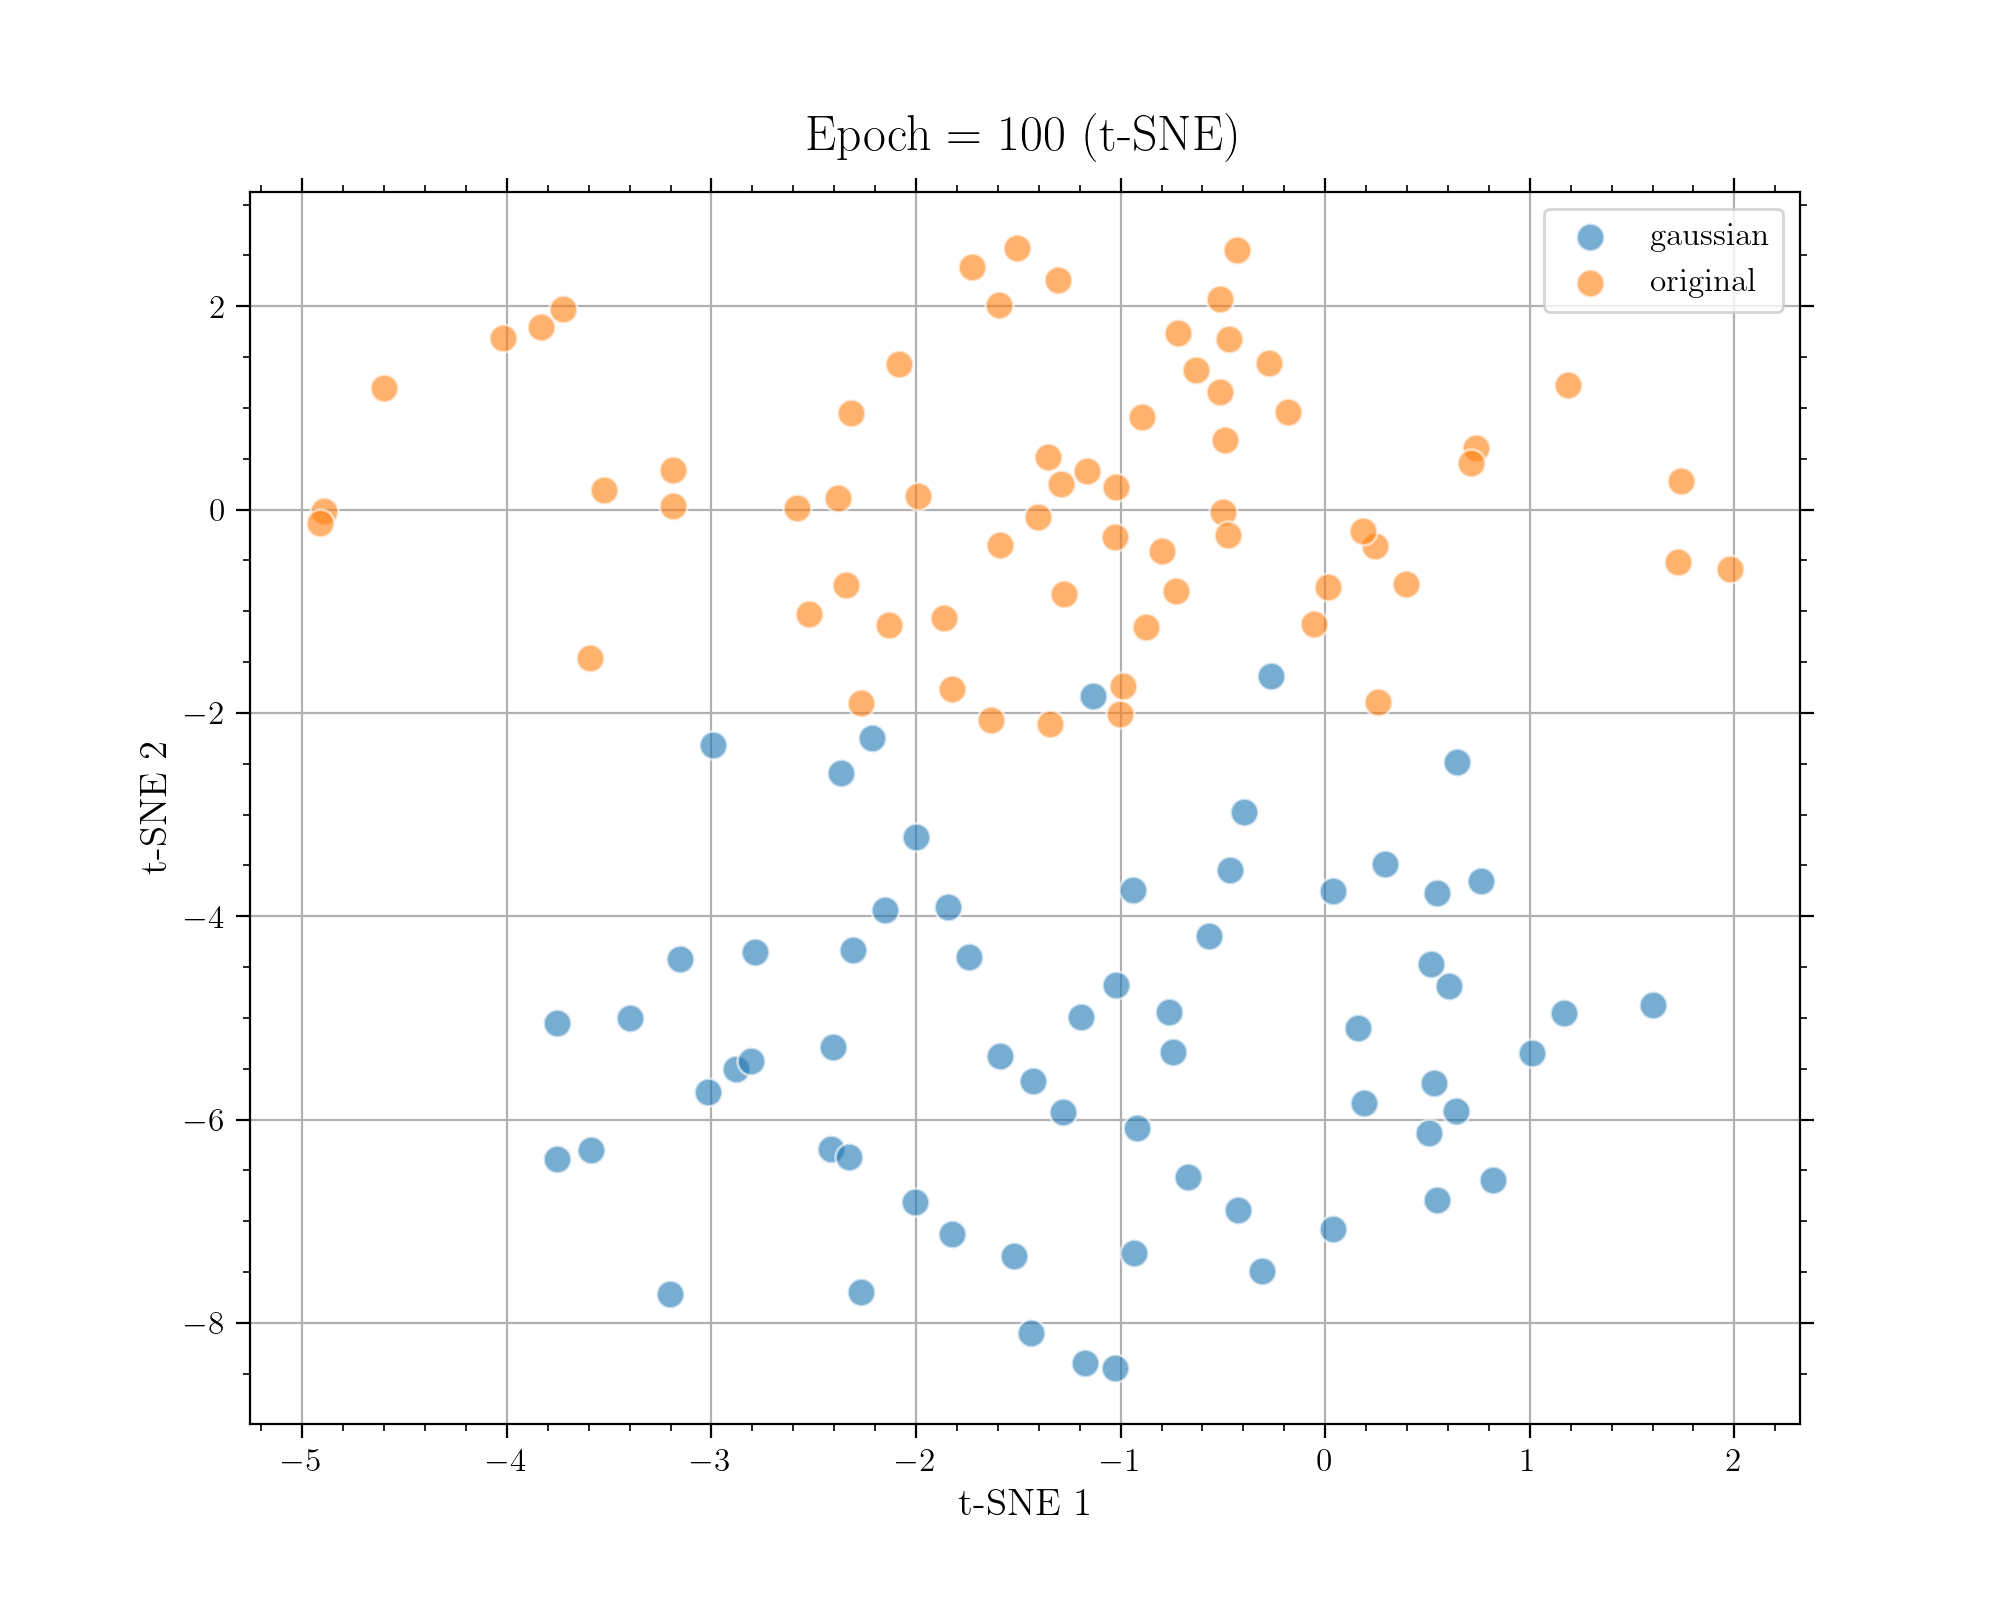 Epoch = 100 (t-SNE)
gaussian
original
2
0
−2
−4
−6
−8
t-SNE 2
−5 −4 −3 −2 −1 0 1 2
t-SNE 1